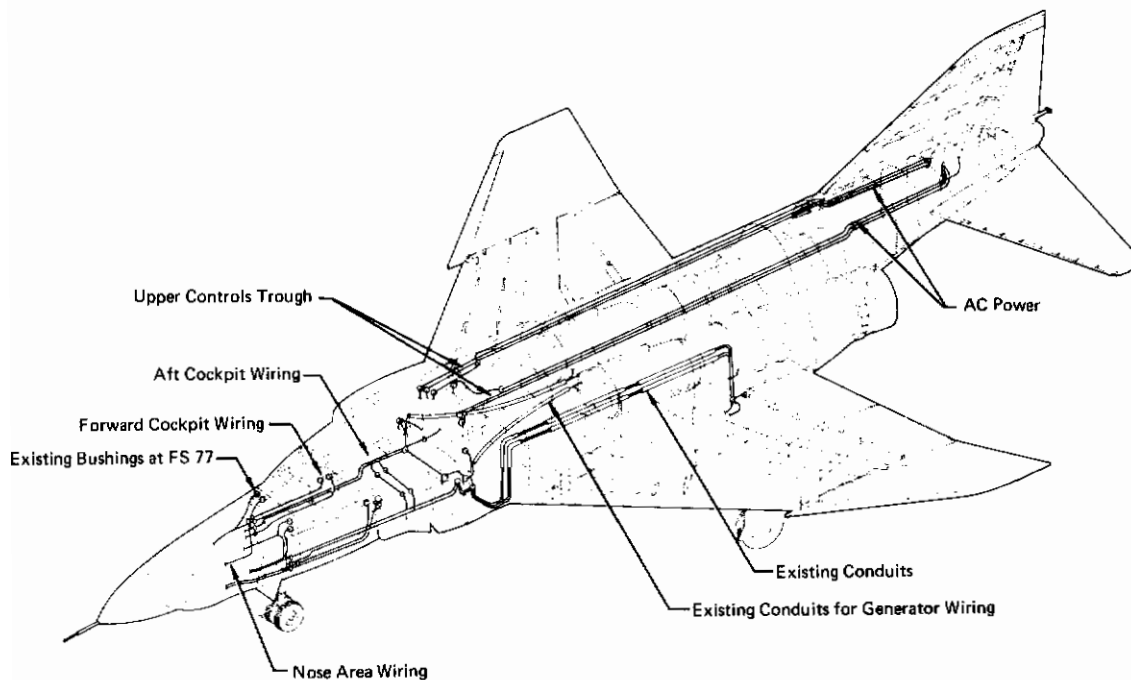 Upper Controls Trough
AC Power
Aft Cockpit Wiring
Forward Cockpit Wiring
Existing Bushings at FS 77
Existing Conduits
Existing Conduits for Generator Wiring
Nose Area Wiring